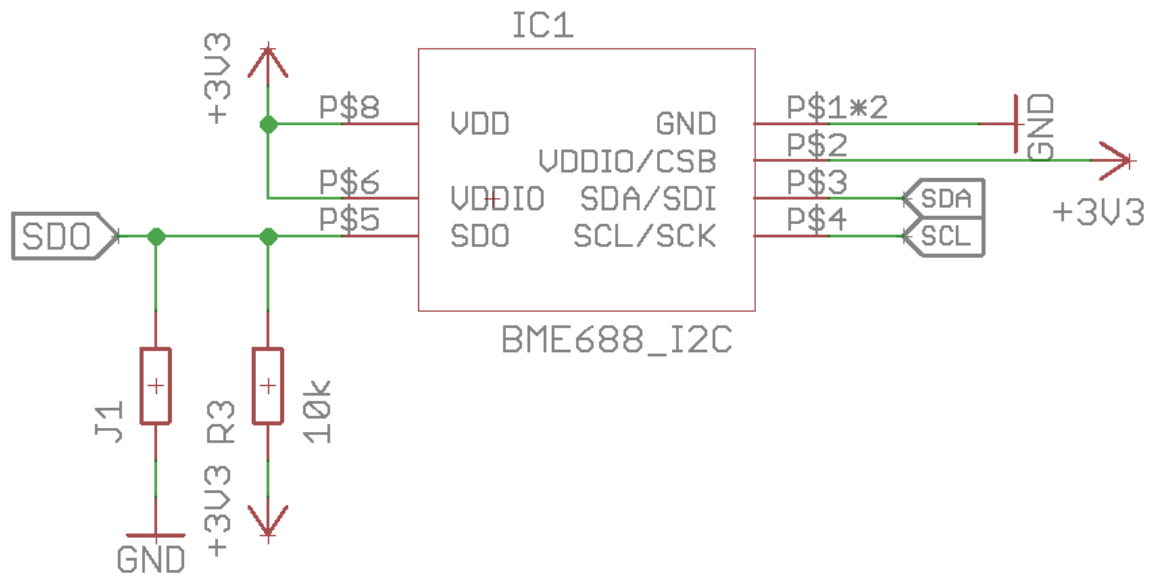 IC1
+3V3
P$8
VDD
GND
P$1*2
GND
VDDIO/CSB
P$2
+3V3
P$6
VDDIO
SDA/SDI
P$3
SDA
SDO
P$5
SDO
SCL/SCK
P$4
SCL
BME688_I2C
J1
R3
10k
GND
+3V3